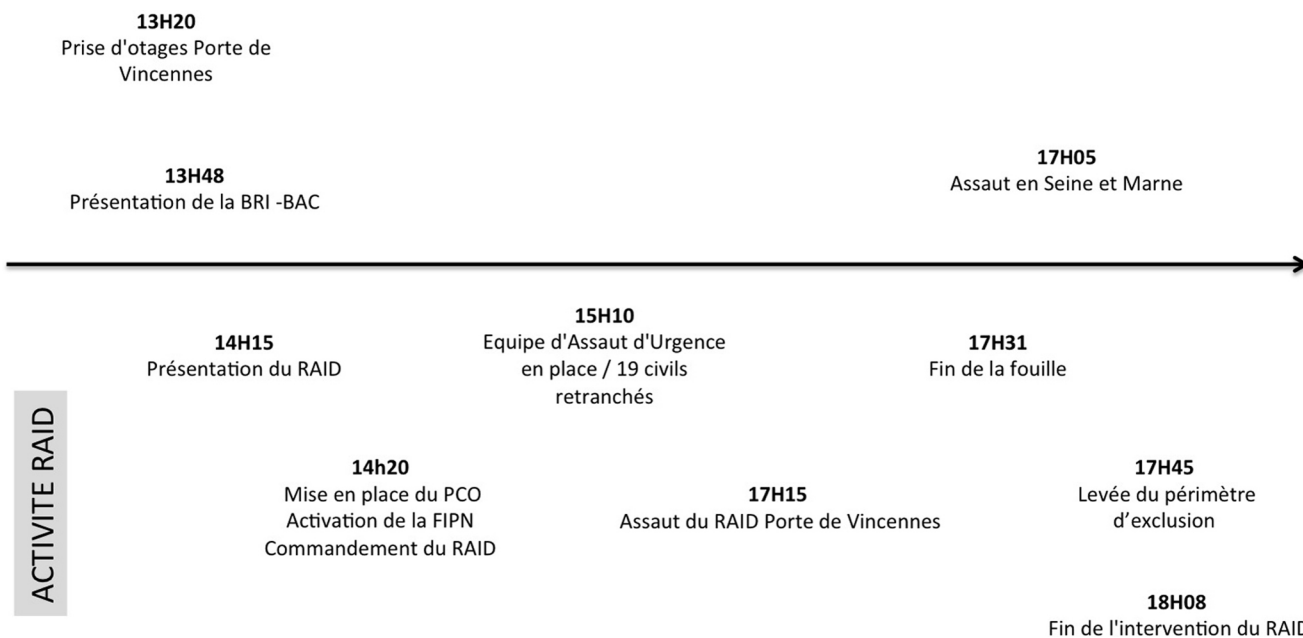 13H20
Prise d'otages Porte de
Vincennes
13H48
Présentation de la BRI -BAC
17H05
Assaut en Seine et Marne
14H15
Présentation du RAID
15H10
Equipe d'Assaut d'Urgence
en place / 19 civils
retranchés
17H31
Fin de la fouille
ACTIVITE RAID
14h20
Mise en place du PCO
Activation de la FIPN
Commandement du RAID
17H15
Assaut du RAID Porte de Vincennes
17H45
Levée du périmètre
d’exclusion
18H08
Fin de l'intervention du RAID